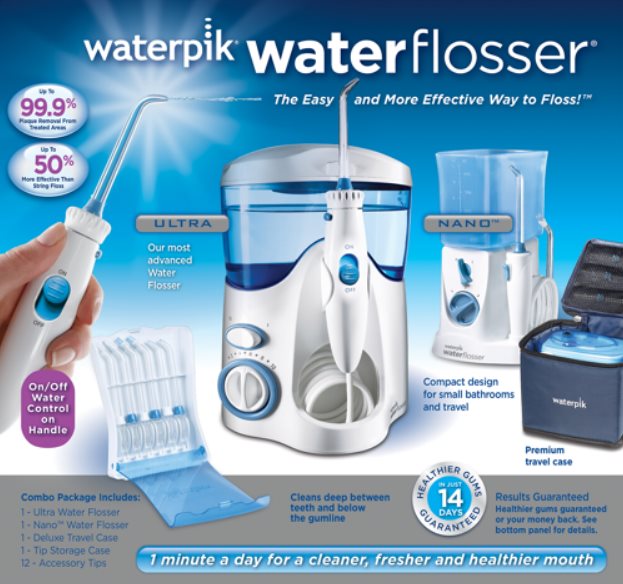 waterpik® waterflosser®
The Easy and More Effective Way to Floss!™
Up To
99.9%
Plaque Removal From
Treated Areas
Up To
50%
More Effective Than
String Floss
ULTRA
Our most
advanced
Water
Flosser
NANO™
ON
OFF
ON
OFF
On/Off
Water
Control
on
Handle
waterpik
waterflosser
Compact design
for small bathrooms
and travel
waterpik
Premium
travel case
Combo Package Includes:
1 - Ultra Water Flosser
1 - Nano™ Water Flosser
1 - Deluxe Travel Case
1 - Tip Storage Case
12 - Accessory Tips
Cleans deep between
teeth and below
the gumline
HEALTHIER GUMS
IN JUST
14
DAYS
GUARANTEED
Results Guaranteed
Healthier gums guaranteed
or your money back. See
bottom panel for details.
1 minute a day for a cleaner, fresher and healthier mouth